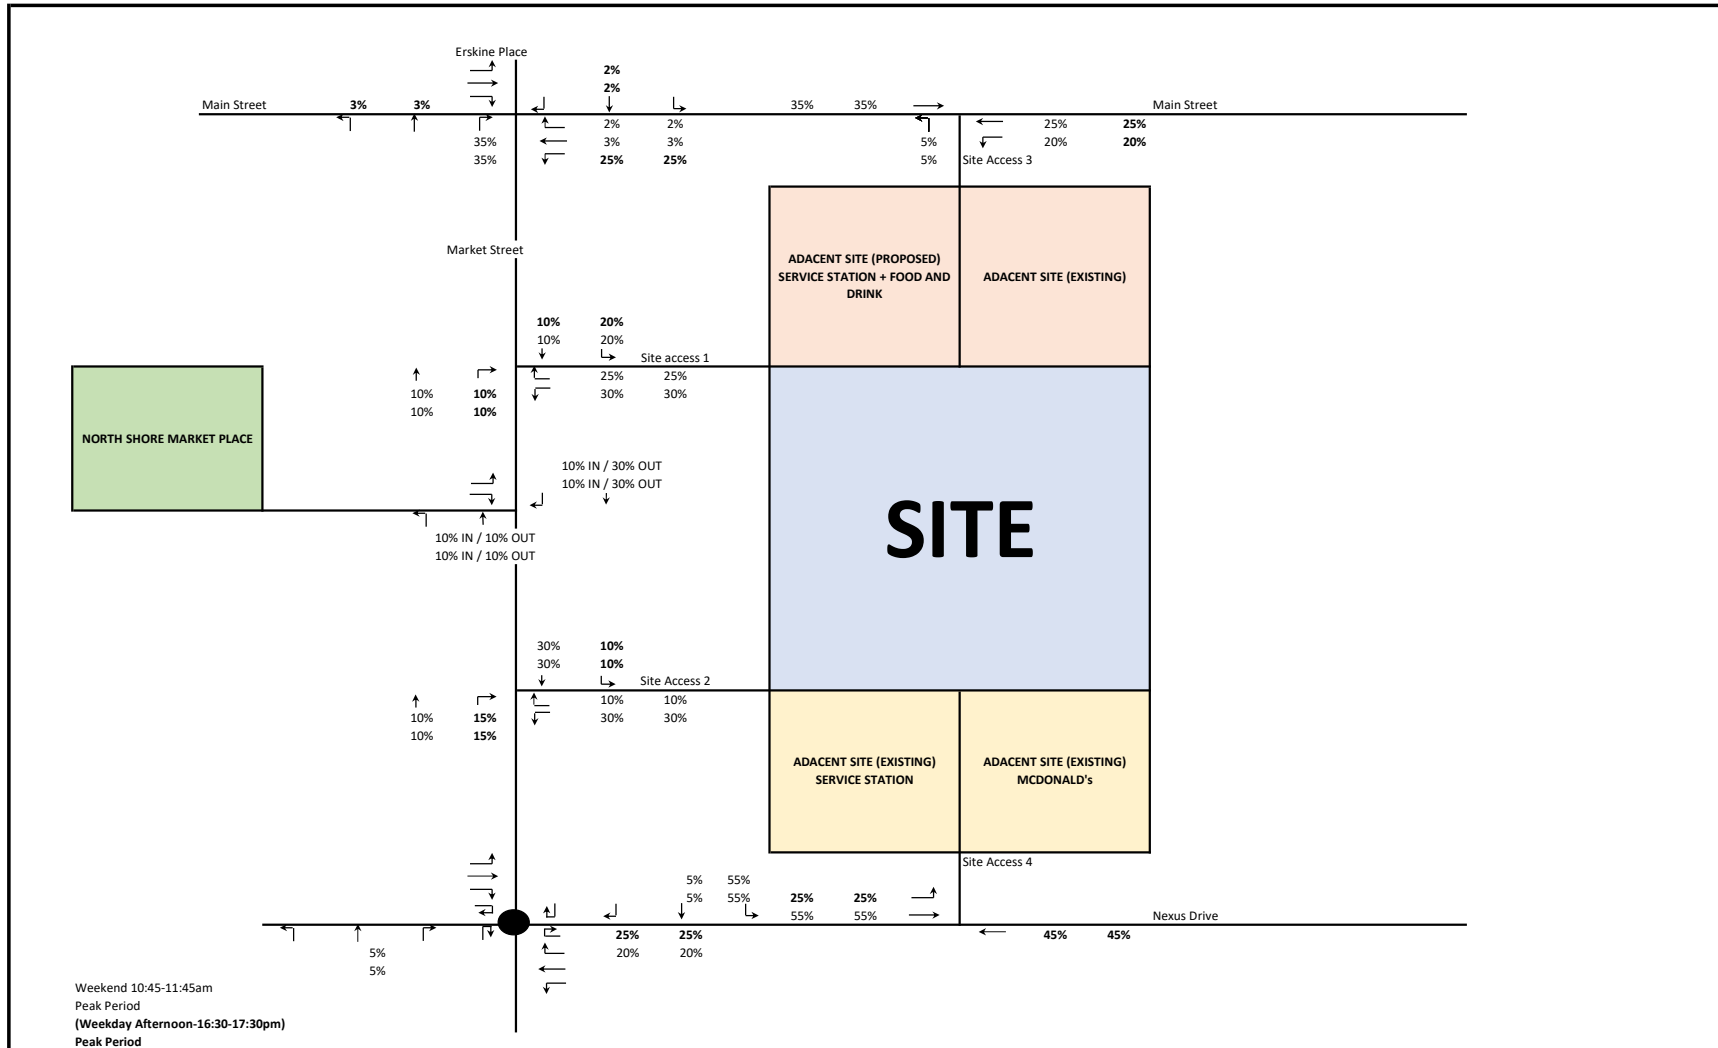 Erskine Place
2%
2%
Main Street
3% 3%
35% 35%
Main Street
2% 2%
25% 25%
35%
3% 3%
5%
20% 20%
35%
25% 25%
5%
Site Access 3
Market Street
ADACENT SITE (PROPOSED)
SERVICE STATION + FOOD AND
DRINK
ADACENT SITE (EXISTING)
10% 20%
10% 20%
Site access 1
25% 25%
10% 10%
30% 30%
10% 10%
NORTH SHORE MARKET PLACE
10% IN / 30% OUT
10% IN / 30% OUT
SITE
10% IN / 10% OUT
10% IN / 10% OUT
30% 10%
30% 10%
Site Access 2
10% 10%
10% 15%
30% 30%
10% 15%
ADACENT SITE (EXISTING)
SERVICE STATION
ADACENT SITE (EXISTING)
MCDONALD's
Site Access 4
5% 55%
5% 55%
25% 25%
55% 55%
Nexus Drive
25% 25%
45% 45%
20% 20%
5%
5%
Weekend 10:45-11:45am
Peak Period
(Weekday Afternoon-16:30-17:30pm)
Peak Period